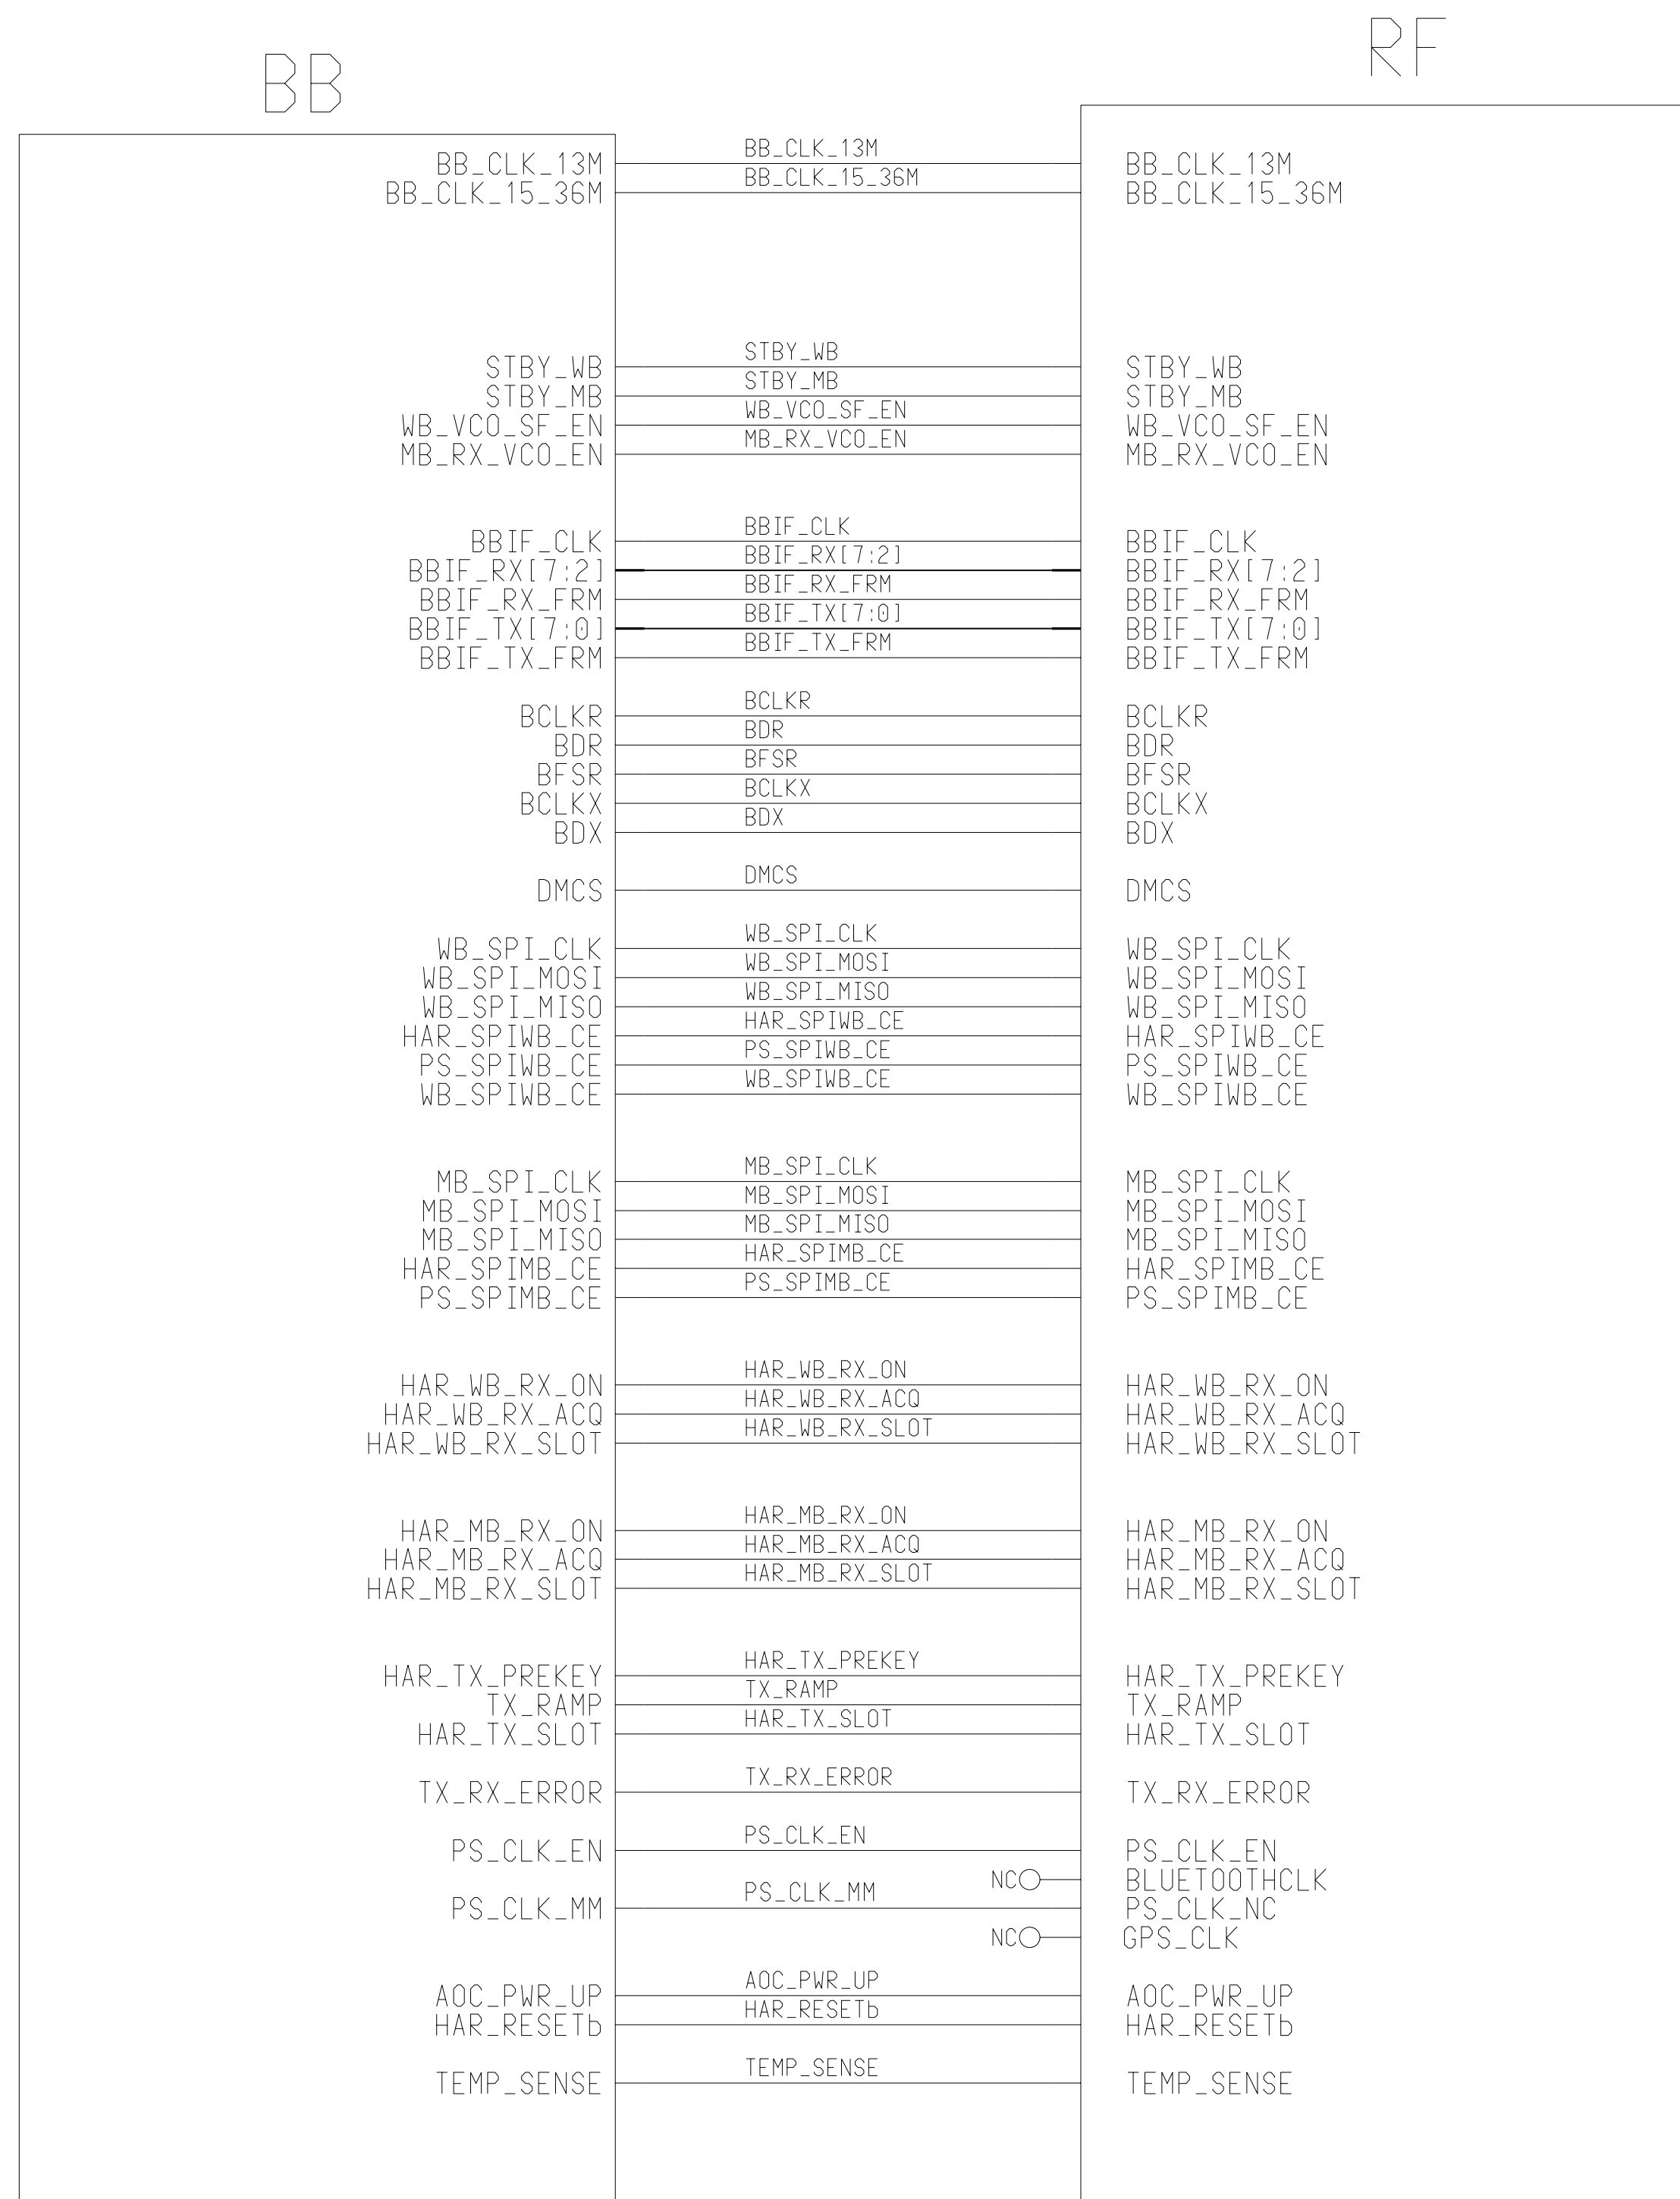 BB RF
BB_CLK_13M BB_CLK_13M BB_CLK_13M
BB_CLK_15_36M BB_CLK_15_36M BB_CLK_15_36M
STBY_WB STBY_WB STBY_WB
STBY_MB STBY_MB STBY_MB
WB_VCO_SF_EN WB_VCO_SF_EN WB_VCO_SF_EN
MB_RX_VCO_EN MB_RX_VCO_EN MB_RX_VCO_EN
BBIF_CLK BBIF_CLK BBIF_CLK
BBIF_RX[7:2] BBIF_RX[7:2] BBIF_RX[7:2]
BBIF_RX_FRM BBIF_RX_FRM BBIF_RX_FRM
BBIF_TX[7:0] BBIF_TX[7:0] BBIF_TX[7:0]
BBIF_TX_FRM BBIF_TX_FRM BBIF_TX_FRM
BCLKR BCLKR BCLKR
BDR BDR BDR
BFSR BFSR BFSR
BCLKX BCLKX BCLKX
BDX BDX BDX
DMCS DMCS DMCS
WB_SPI_CLK WB_SPI_CLK WB_SPI_CLK
WB_SPI_MOSI WB_SPI_MOSI WB_SPI_MOSI
WB_SPI_MISO WB_SPI_MISO WB_SPI_MISO
HAR_SPIWB_CE HAR_SPIWB_CE HAR_SPIWB_CE
PS_SPIWB_CE PS_SPIWB_CE PS_SPIWB_CE
WB_SPIWB_CE WB_SPIWB_CE WB_SPIWB_CE
MB_SPI_CLK MB_SPI_CLK MB_SPI_CLK
MB_SPI_MOSI MB_SPI_MOSI MB_SPI_MOSI
MB_SPI_MISO MB_SPI_MISO MB_SPI_MISO
HAR_SPIMB_CE HAR_SPIMB_CE HAR_SPIMB_CE
PS_SPIMB_CE PS_SPIMB_CE PS_SPIMB_CE
HAR_WB_RX_ON HAR_WB_RX_ON HAR_WB_RX_ON
HAR_WB_RX_ACQ HAR_WB_RX_ACQ HAR_WB_RX_ACQ
HAR_WB_RX_SLOT HAR_WB_RX_SLOT HAR_WB_RX_SLOT
HAR_MB_RX_ON HAR_MB_RX_ON HAR_MB_RX_ON
HAR_MB_RX_ACQ HAR_MB_RX_ACQ HAR_MB_RX_ACQ
HAR_MB_RX_SLOT HAR_MB_RX_SLOT HAR_MB_RX_SLOT
HAR_TX_PREKEY HAR_TX_PREKEY HAR_TX_PREKEY
TX_RAMP TX_RAMP TX_RAMP
HAR_TX_SLOT HAR_TX_SLOT HAR_TX_SLOT
TX_RX_ERROR TX_RX_ERROR TX_RX_ERROR
PS_CLK_EN PS_CLK_EN PS_CLK_EN
NC BLUETOOTHCLK
PS_CLK_MM PS_CLK_MM PS_CLK_NC
NC GPS_CLK
AOC_PWR_UP AOC_PWR_UP AOC_PWR_UP
HAR_RESETb HAR_RESETb HAR_RESETb
TEMP_SENSE TEMP_SENSE TEMP_SENSE